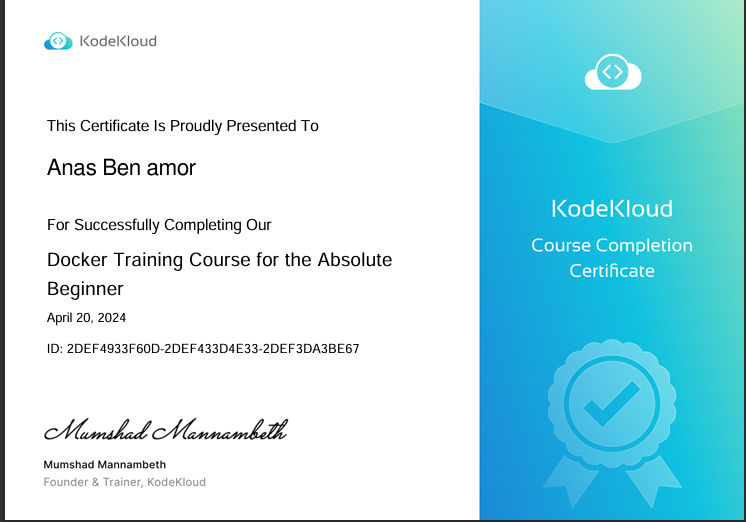 KodeKloud
This Certificate Is Proudly Presented To
Anas Ben amor
For Successfully Completing Our
Docker Training Course for the Absolute
Beginner
April 20, 2024
ID: 2DEF4933F60D-2DEF433D4E33-2DEF3DA3BE67
Mumshad Mannambeth
Mumshad Mannambeth
Founder & Trainer, KodeKloud
KodeKloud
Course Completion
Certificate